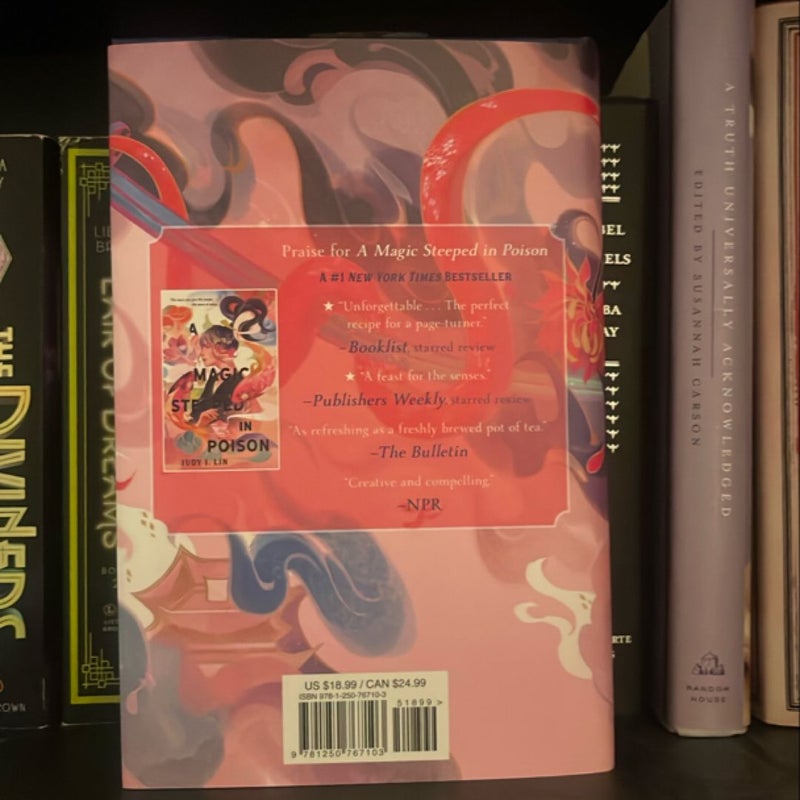 THE
DIVINERS
LAIR OF DREAMS
Praise for A Magic Steeped in Poison
A #1 NEW YORK TIMES BESTSELLER
★ "Unforgettable . . . The perfect
recipe for a page-turner."
–Booklist, starred review
★ "A feast for the senses."
–Publishers Weekly, starred review
"As refreshing as a freshly brewed pot of tea."
–The Bulletin
"Creative and compelling."
–NPR
A
MAGIC
STEEPED
IN
POISON
JUDY I. LIN
US $18.99 / CAN $24.99
ISBN 978-1-250-76710-3
51899 >
9 781250 767103
A TRUTH UNIVERSALLY ACKNOWLEDGED
EDITED BY SUSANNAH CARSON
RANDOM
HOUSE